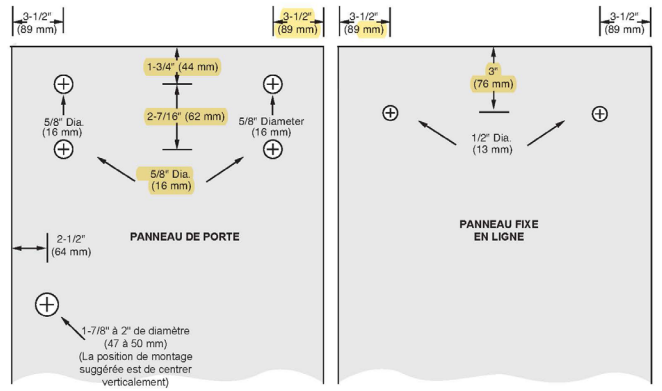 3-1/2"
(89 mm)
3-1/2"
(89 mm)
1-3/4" (44 mm)
2-7/16" (62 mm)
5/8" Dia.
(16 mm)
5/8" Diameter
(16 mm)
5/8" Dia.
(16 mm)
PANNEAU DE PORTE
2-1/2"
(64 mm)
1-7/8" à 2" de diamètre
(47 à 50 mm)
(La position de montage
suggérée est de centrer
verticalement)
3-1/2"
(89 mm)
3-1/2"
(89 mm)
3"
(76 mm)
1/2" Dia.
(13 mm)
PANNEAU FIXE
EN LIGNE